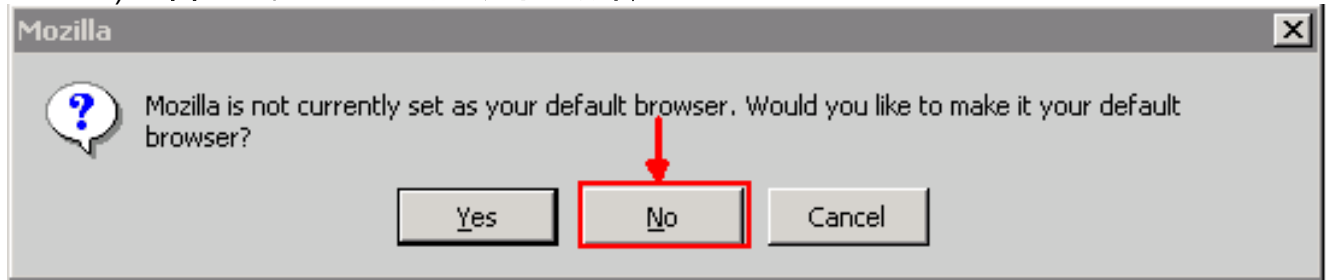 Mozilla
Mozilla is not currently set as your default browser. Would you like to make it your default
browser?
Yes No Cancel